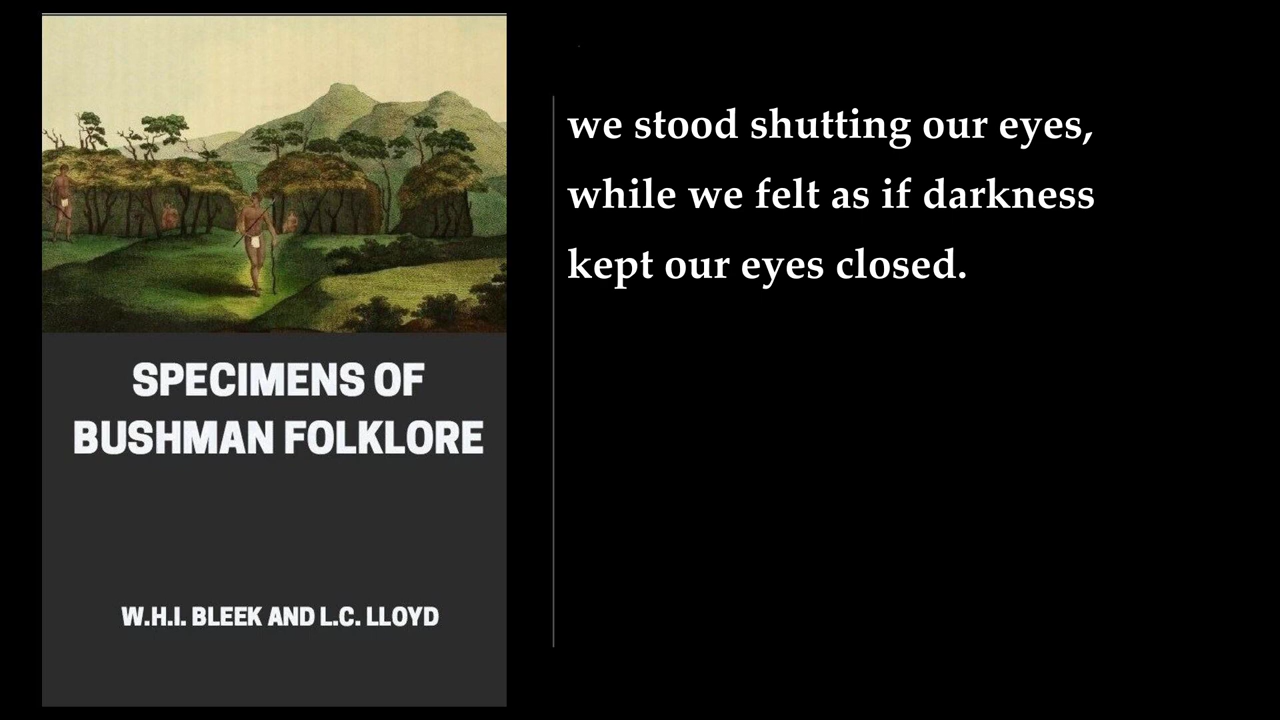 SPECIMENS OF
BUSHMAN FOLKLORE
W.H.I. BLEEK AND L.C. LLOYD
we stood shutting our eyes,
while we felt as if darkness
kept our eyes closed.